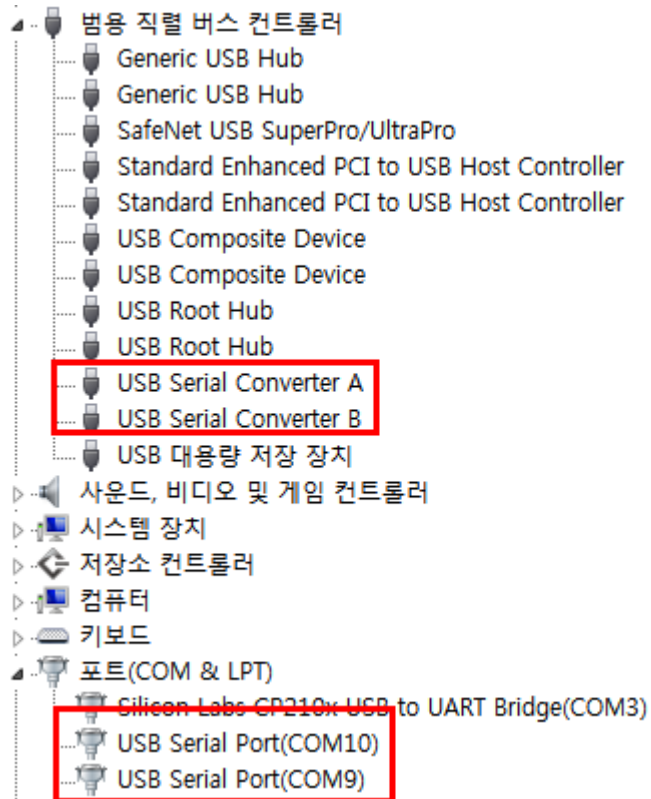 범용 직렬 버스 컨트롤러
Generic USB Hub
Generic USB Hub
SafeNet USB SuperPro/UltraPro
Standard Enhanced PCI to USB Host Controller
Standard Enhanced PCI to USB Host Controller
USB Composite Device
USB Composite Device
USB Root Hub
USB Root Hub
USB Serial Converter A
USB Serial Converter B
USB 대용량 저장 장치
사운드, 비디오 및 게임 컨트롤러
시스템 장치
저장소 컨트롤러
컴퓨터
키보드
포트(COM & LPT)
Silicon Labs CP210x USB to UART Bridge(COM3)
USB Serial Port(COM10)
USB Serial Port(COM9)